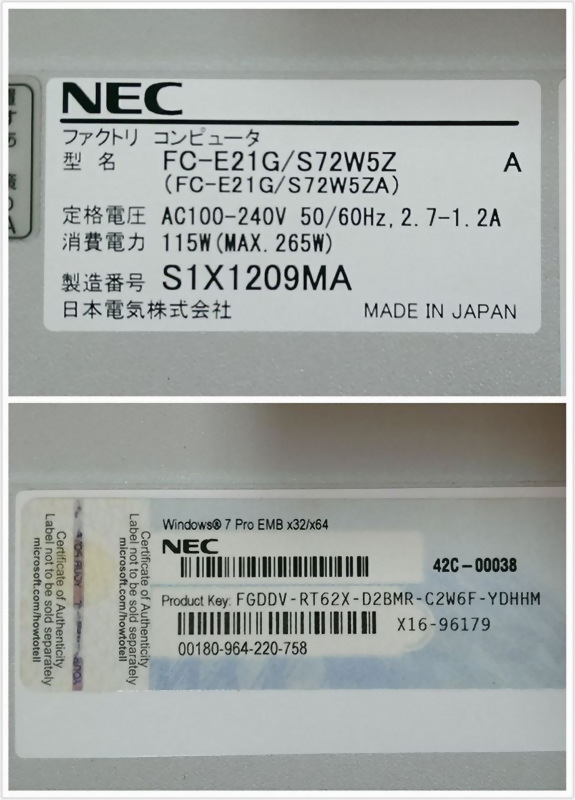 NEC
ファクトリ コンピュータ
型 名 FC-E21G/S72W5Z A
(FC-E21G/S72W5ZA)
定格電圧 AC100-240V 50/60Hz, 2.7-1.2A
消費電力 115W(MAX. 265W)
製造番号 S1X1209MA
日本電気株式会社 MADE IN JAPAN
Certificate of Authenticity
Label not to be sold separately
microsoft.com/howtotell
Certificate of Authenticity
Label not to be sold separately
microsoft.com/howtotell
Windows® 7 Pro EMB x32/x64
NEC
42C-00038
Product Key: FGDDV-RT62X-D2BMR-C2W6F-YDHHM
X16-96179
00180-964-220-758